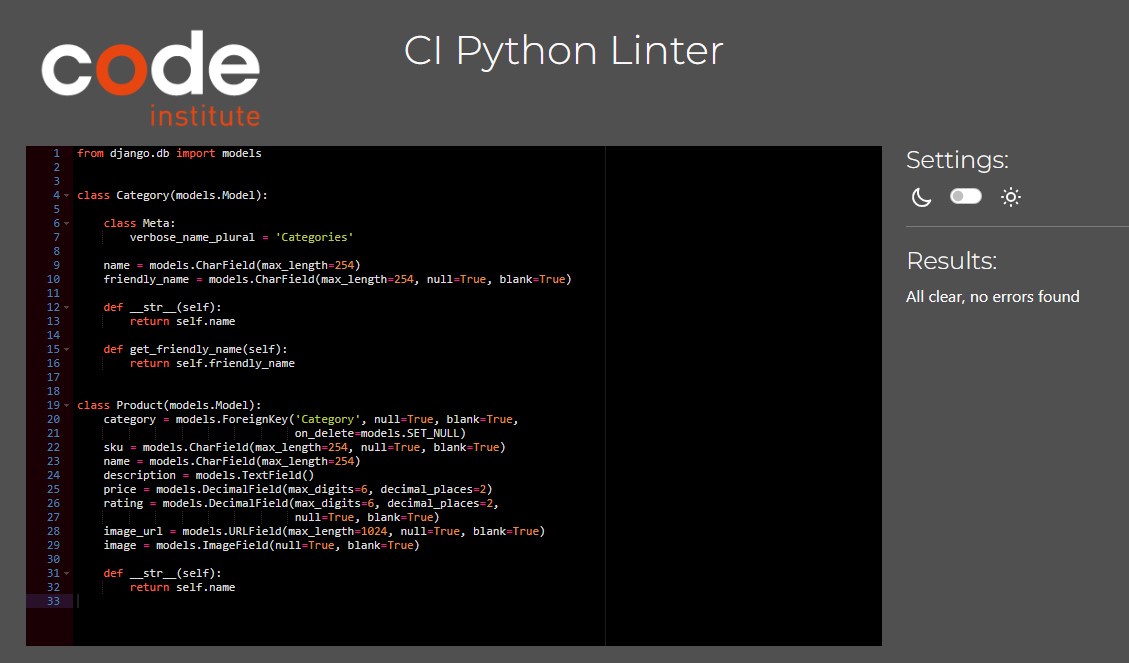 code
institute
CI Python Linter
1 from django.db import models
2
3
4 class Category(models.Model):
5
6     class Meta:
7         verbose_name_plural = 'Categories'
8
9     name = models.CharField(max_length=254)
10     friendly_name = models.CharField(max_length=254, null=True, blank=True)
11
12     def __str__(self):
13         return self.name
14
15     def get_friendly_name(self):
16         return self.friendly_name
17
18
19 class Product(models.Model):
20     category = models.ForeignKey('Category', null=True, blank=True,
21                                  on_delete=models.SET_NULL)
22     sku = models.CharField(max_length=254, null=True, blank=True)
23     name = models.CharField(max_length=254)
24     description = models.TextField()
25     price = models.DecimalField(max_digits=6, decimal_places=2)
26     rating = models.DecimalField(max_digits=6, decimal_places=2,
27                                  null=True, blank=True)
28     image_url = models.URLField(max_length=1024, null=True, blank=True)
29     image = models.ImageField(null=True, blank=True)
30
31     def __str__(self):
32         return self.name
33
Settings:
Results:
All clear, no errors found